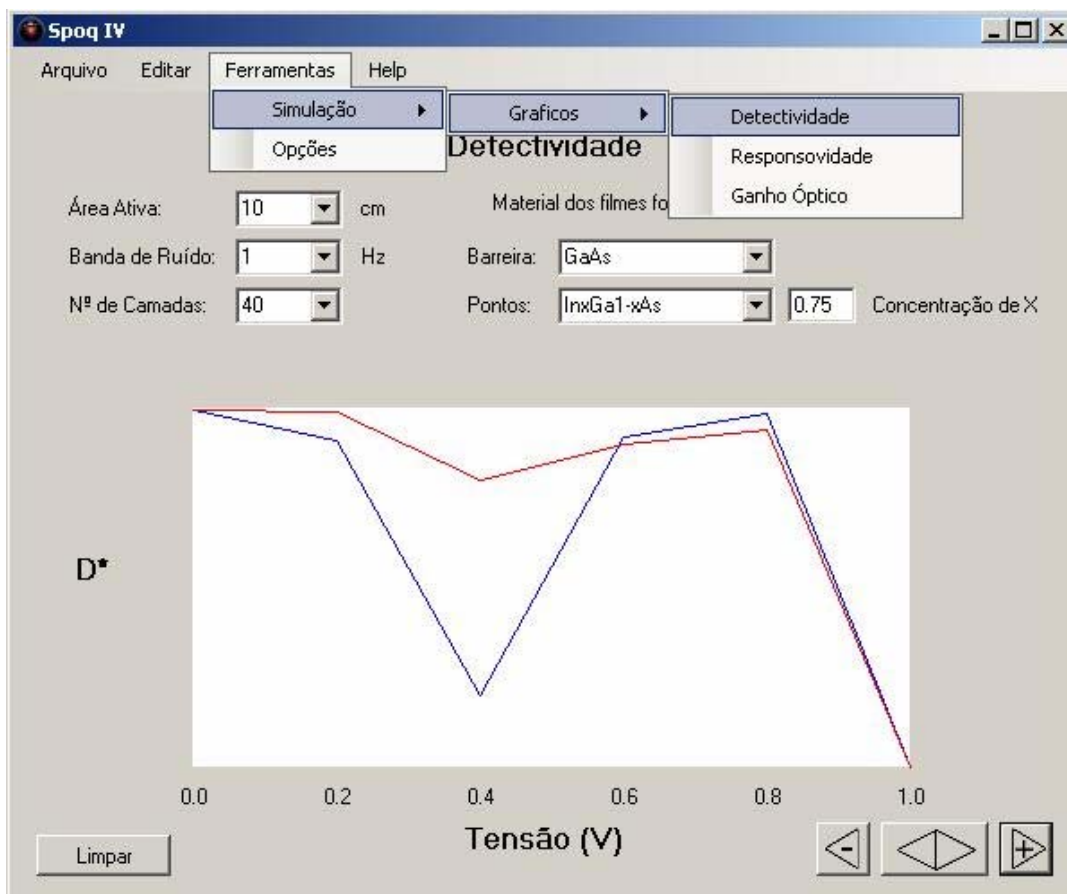 Spoq IV
Arquivo Editar Ferramentas Help
Simulação Graficos Detectividade
Opções Detectividade Responsovidade
Ganho Óptico
Área Ativa: 10 cm Material dos filmes fo
Banda de Ruído: 1 Hz Barreira: GaAs
Nº de Camadas: 40 Pontos: InxGa1-xAs 0.75 Concentração de X
D*
0.0 0.2 0.4 0.6 0.8 1.0
Tensão (V)
Limpar - +